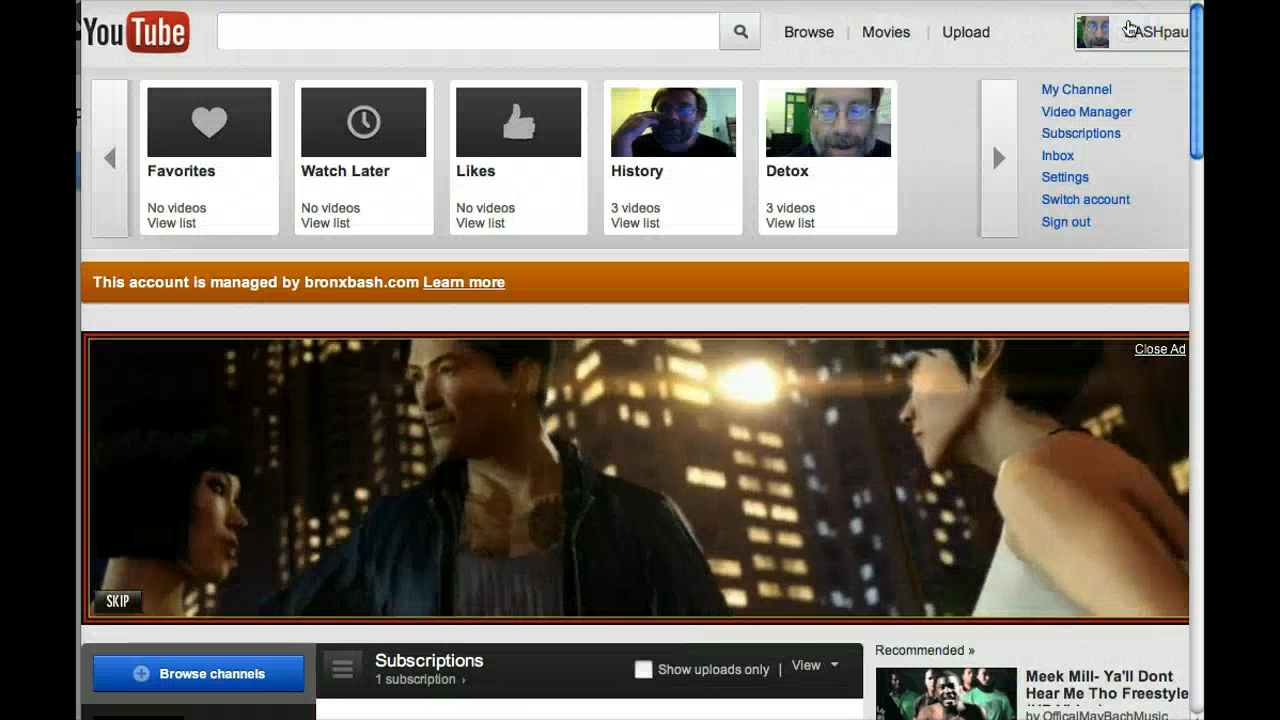 YouTube
Browse | Movies | Upload
ASHpau
Favorites
No videos
View list
Watch Later
No videos
View list
Likes
No videos
View list
History
3 videos
View list
Detox
3 videos
View list
My Channel
Video Manager
Subscriptions
Inbox
Settings
Switch account
Sign out
This account is managed by bronxbash.com Learn more
Close Ad
SKIP
Browse channels
Subscriptions
1 subscription ›
Show uploads only | View
Recommended »
Meek Mill- Ya'll Dont
Hear Me Tho Freestyle
by OfficalMayBachMusic...